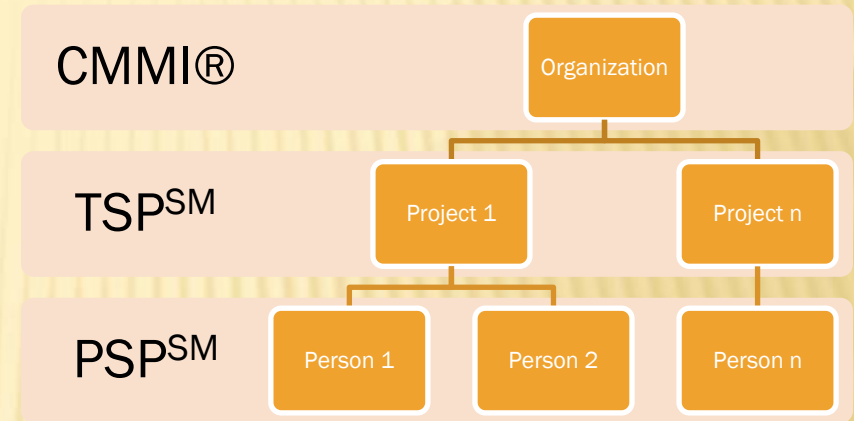 CMMI®
Organization
TSP℠
Project 1
Project n
PSP℠
Person 1
Person 2
Person n